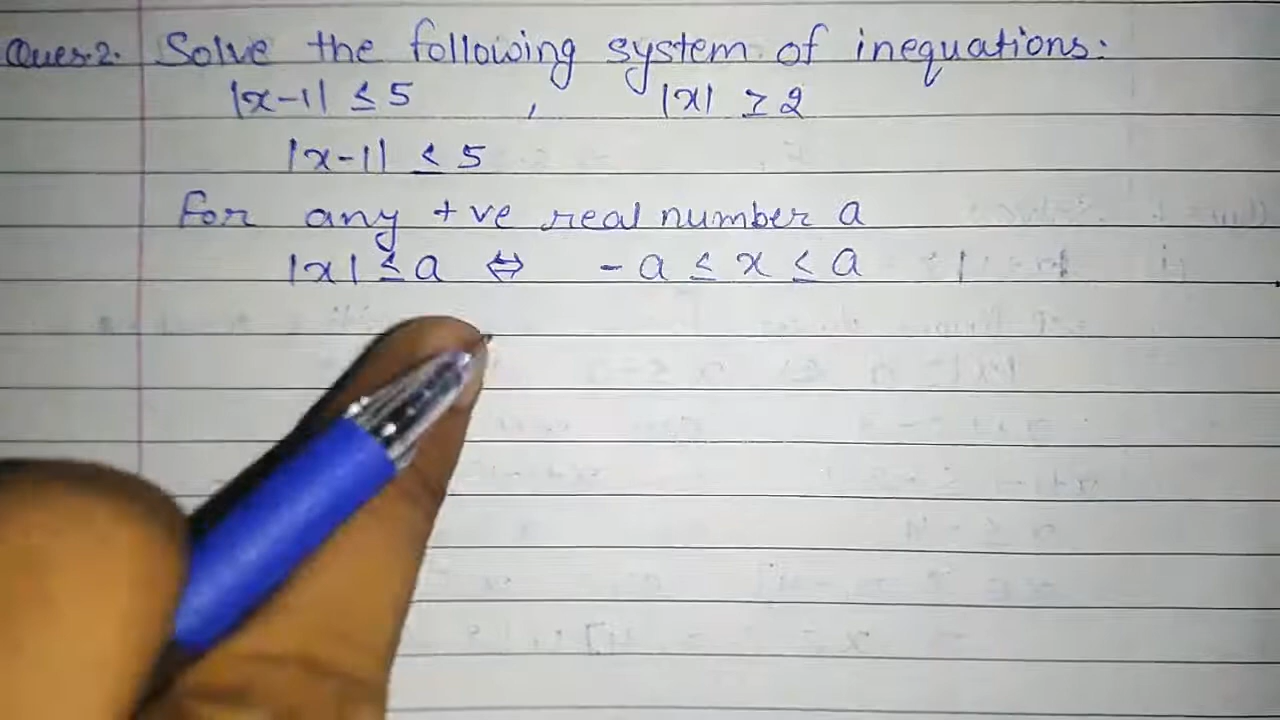 Ques.2. Solve the following system of inequations:
|x-1| ≤ 5 , |x| ≥ 2
|x-1| ≤ 5
For any +ve real number a
|x| ≤ a ⇔ -a ≤ x ≤ a